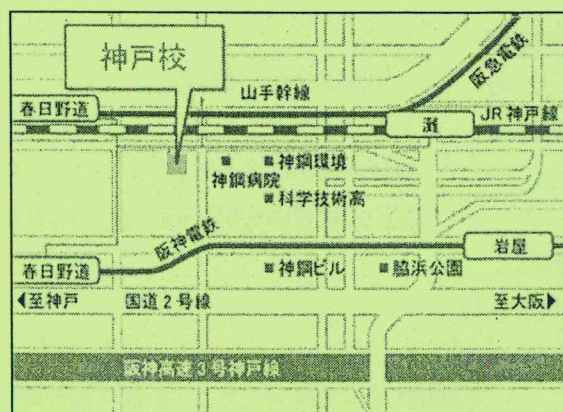 神戸校
阪急電鉄
山手幹線
春日野道
灘
JR神戸線
神鋼病院
神鋼環境
科学技術高
阪神電鉄
岩屋
春日野道
神鋼ビル
脇浜公園
至神戸
国道2号線
至大阪
阪神高速3号神戸線